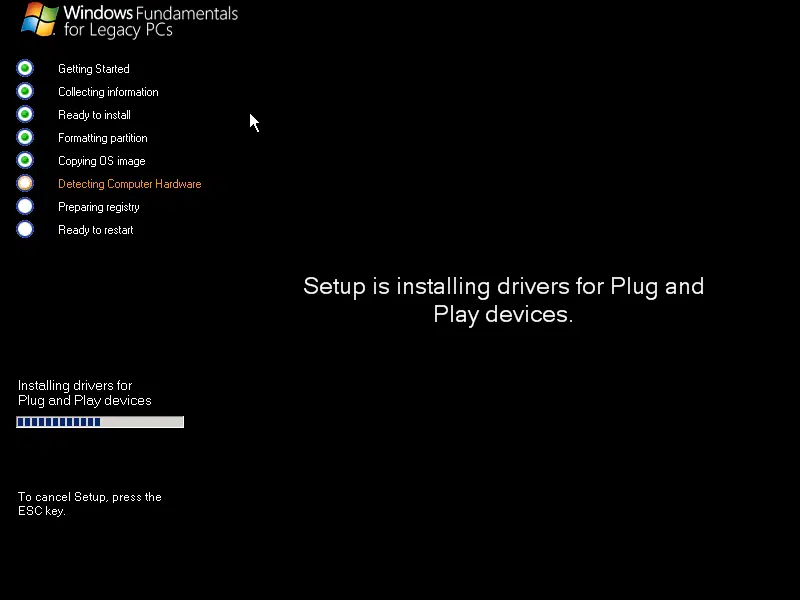 Windows Fundamentals
for Legacy PCs
Getting Started
Collecting information
Ready to install
Formatting partition
Copying OS image
Detecting Computer Hardware
Preparing registry
Ready to restart
Setup is installing drivers for Plug and
Play devices.
Installing drivers for
Plug and Play devices
To cancel Setup, press the
ESC key.